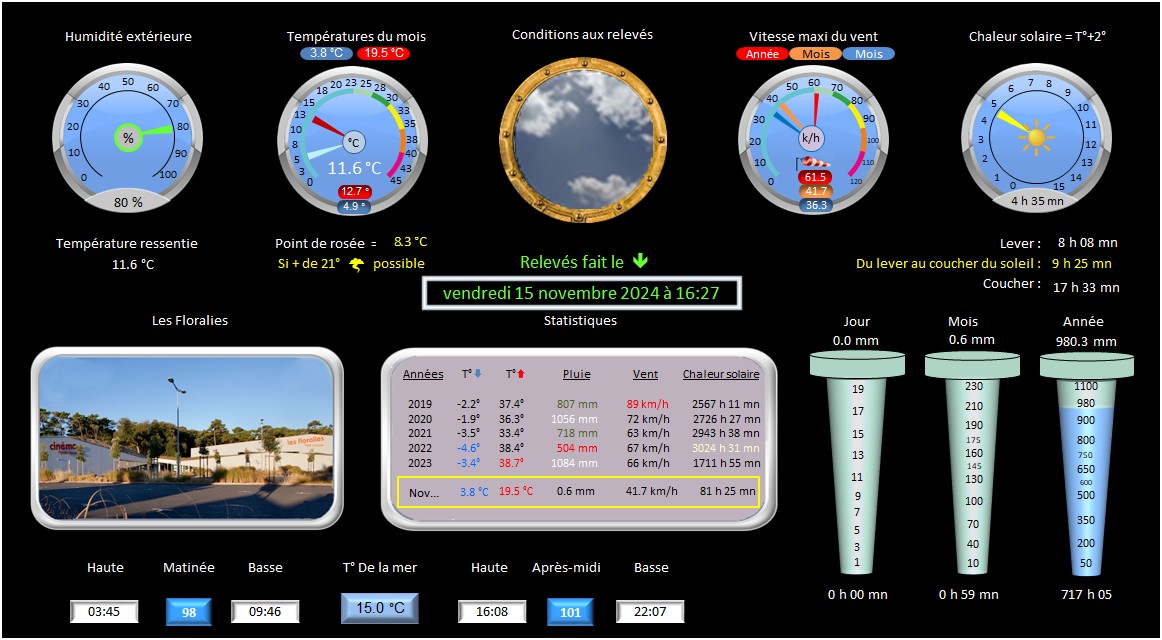 Humidité extérieure
Températures du mois
3.8 °C 19.5 °C
Conditions aux relevés
Vitesse maxi du vent
Année Mois Mois
Chaleur solaire = T°+2°
0 10 20 30 40 50 60 70 80 90 100
%
80 %
0 3 5 8 10 13 15 18 20 23 25 28 30 33 35 38 40 43 45
°C
11.6 °C
12.7 °
4.9 °
0 10 20 30 40 50 60 70 80 90 100 110 120
k/h
61.5
41.7
36.3
0 1 2 3 4 5 6 7 8 9 10 11 12 13 14 15
4 h 35 mn
Température ressentie
11.6 °C
Point de rosée = 8.3 °C
Si + de 21° possible
Relevés fait le
vendredi 15 novembre 2024 à 16:27
Lever : 8 h 08 mn
Du lever au coucher du soleil : 9 h 25 mn
Coucher : 17 h 33 mn
Les Floralies
cinéma
les floralies
Statistiques
Années T° T° Pluie Vent Chaleur solaire
2019 -2.2° 37.4° 807 mm 89 km/h 2567 h 11 mn
2020 -1.9° 36.3° 1056 mm 72 km/h 2726 h 27 mn
2021 -3.5° 33.4° 718 mm 63 km/h 2943 h 38 mn
2022 -4.6° 38.4° 504 mm 67 km/h 3024 h 31 mn
2023 -3.4° 38.7° 1084 mm 66 km/h 1711 h 55 mn
Nov... 3.8 °C 19.5 °C 0.6 mm 41.7 km/h 81 h 25 mn
Jour
0.0 mm
19
17
15
13
11
9
7
5
3
1
0 h 00 mn
Mois
0.6 mm
230
210
190
175
160
145
130
100
70
40
10
0 h 59 mn
Année
980.3 mm
1100
980
900
800
750
650
600
500
350
200
50
717 h 05
Haute Matinée Basse T° De la mer Haute Après-midi Basse
03:45 98 09:46 15.0 °C 16:08 101 22:07